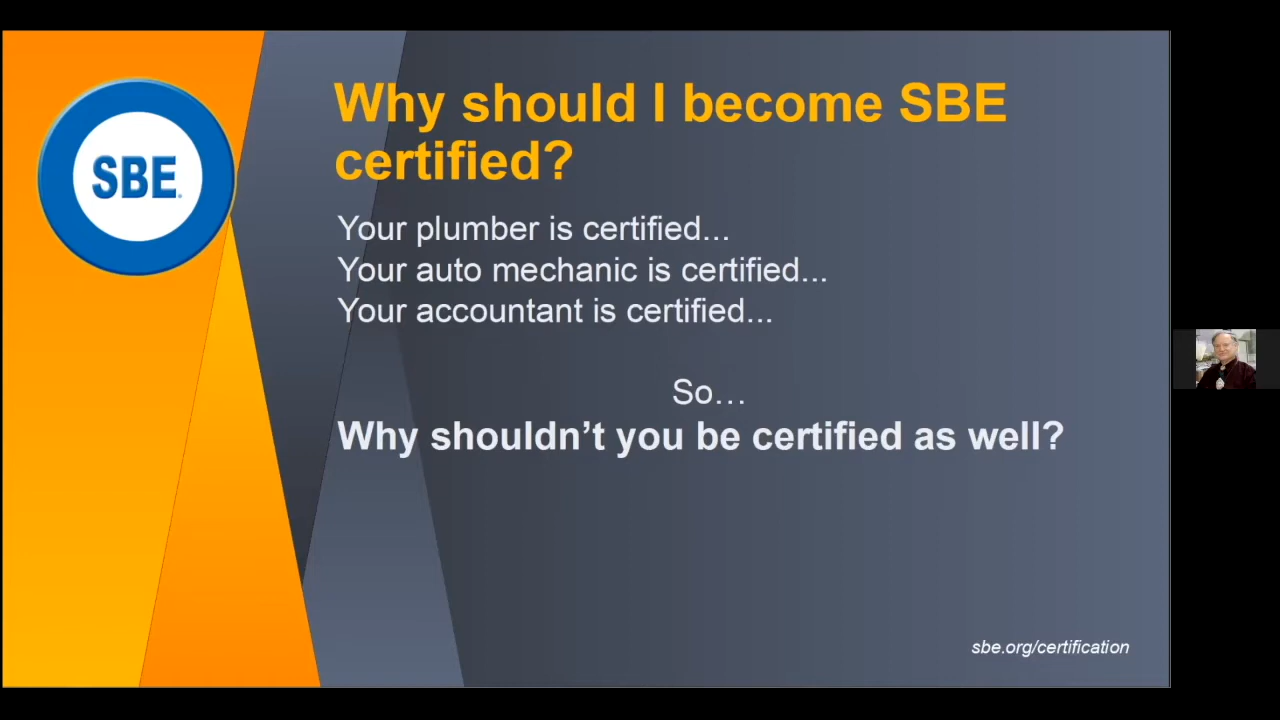 SBE
Why should I become SBE
certified?
Your plumber is certified...
Your auto mechanic is certified...
Your accountant is certified...
So…
Why shouldn’t you be certified as well?
sbe.org/certification